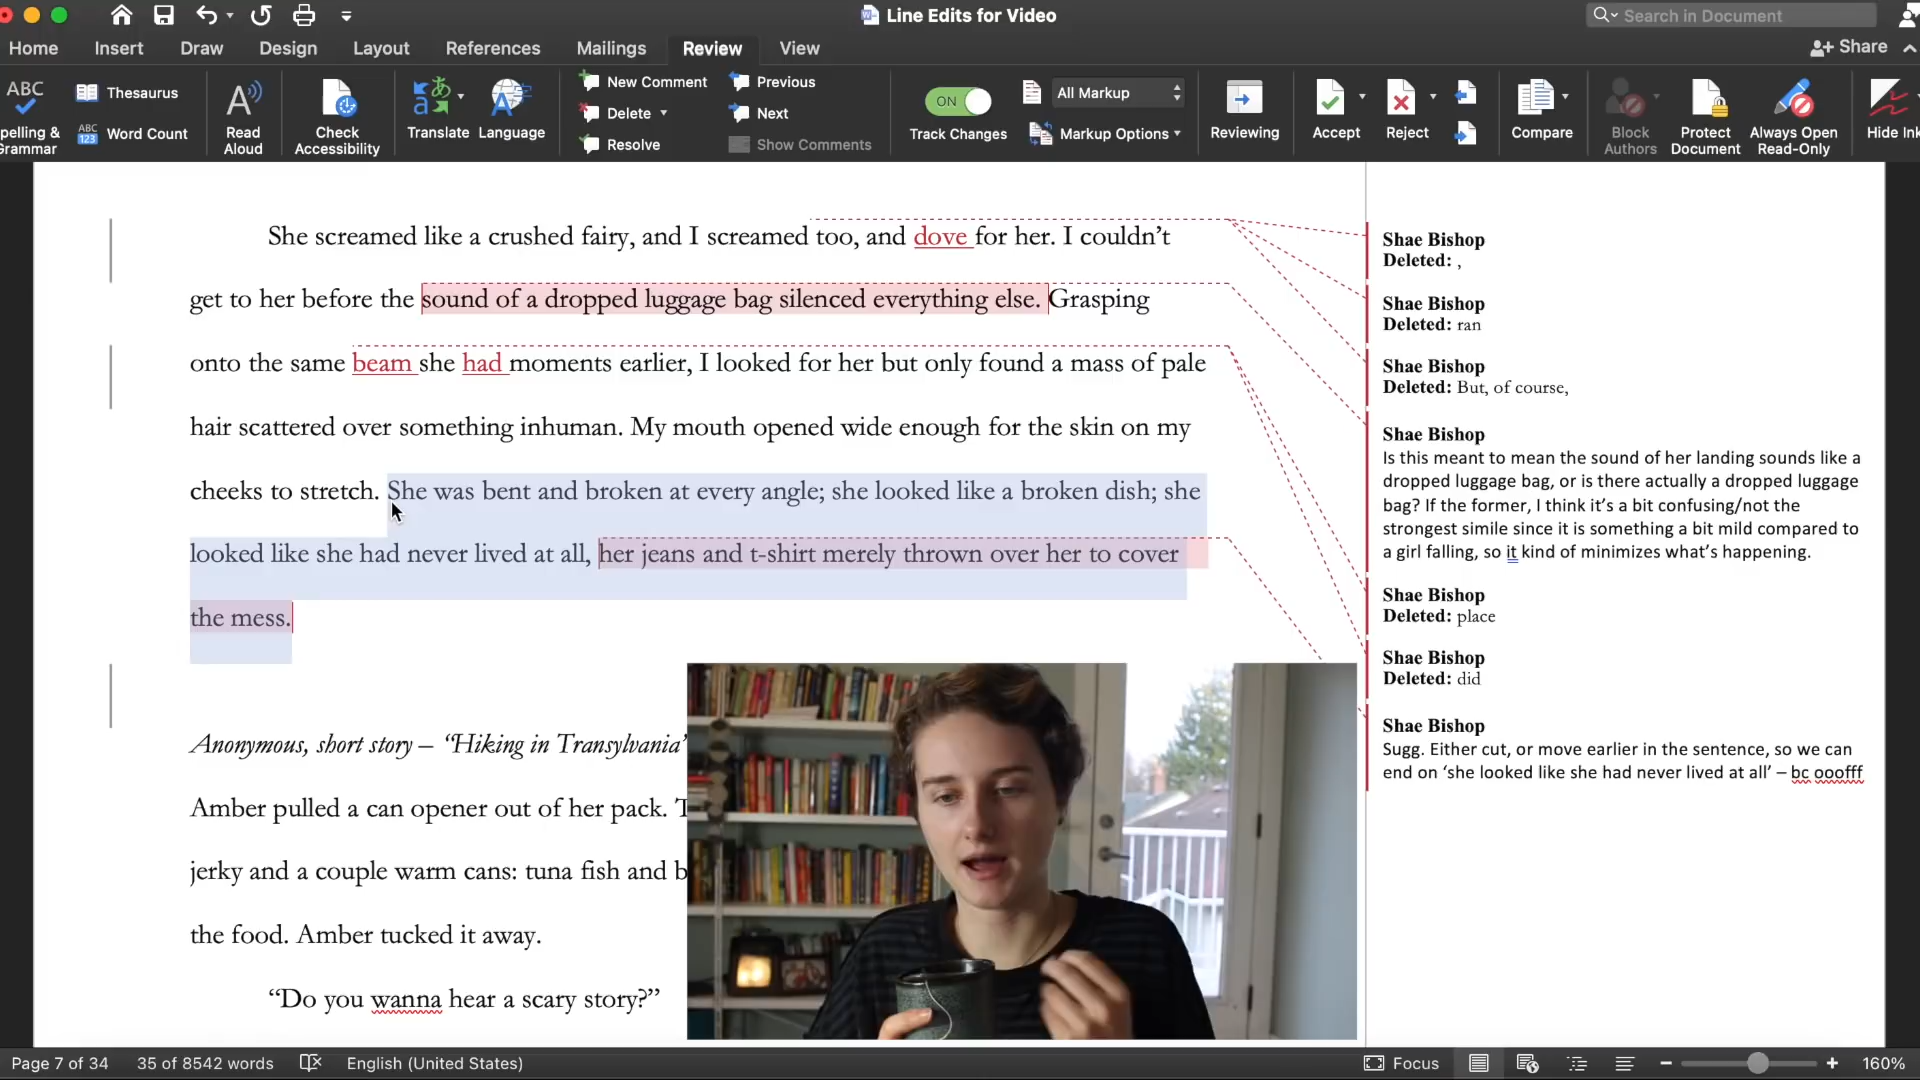 Line Edits for Video
Search in Document
Home Insert Draw Design Layout References Mailings Review View
Share
ABC
pelling &
Grammar
Thesaurus
ABC
123
Word Count
Read
Aloud
Check
Accessibility
Translate
Language
New Comment
Delete
Resolve
Previous
Next
Show Comments
ON
Track Changes
All Markup
Markup Options
Reviewing
Accept
Reject
Compare
Block
Authors
Protect
Document
Always Open
Read-Only
Hide Ink
She screamed like a crushed fairy, and I screamed too, and dove for her. I couldn’t
get to her before the sound of a dropped luggage bag silenced everything else. Grasping
onto the same beam she had moments earlier, I looked for her but only found a mass of pale
hair scattered over something inhuman. My mouth opened wide enough for the skin on my
cheeks to stretch. She was bent and broken at every angle; she looked like a broken dish; she
looked like she had never lived at all, her jeans and t-shirt merely thrown over her to cover
the mess.
Anonymous, short story – “Hiking in Transylvania”
Amber pulled a can opener out of her pack. T
jerky and a couple warm cans: tuna fish and b
the food. Amber tucked it away.
“Do you wanna hear a scary story?”
Shae Bishop
Deleted: ,
Shae Bishop
Deleted: ran
Shae Bishop
Deleted: But, of course,
Shae Bishop
Is this meant to mean the sound of her landing sounds like a
dropped luggage bag, or is there actually a dropped luggage
bag? If the former, I think it’s a bit confusing/not the
strongest simile since it is something a bit mild compared to
a girl falling, so it kind of minimizes what’s happening.
Shae Bishop
Deleted: place
Shae Bishop
Deleted: did
Shae Bishop
Sugg. Either cut, or move earlier in the sentence, so we can
end on ‘she looked like she had never lived at all’ – bc ooofff
Page 7 of 34
35 of 8542 words
English (United States)
Focus
160%